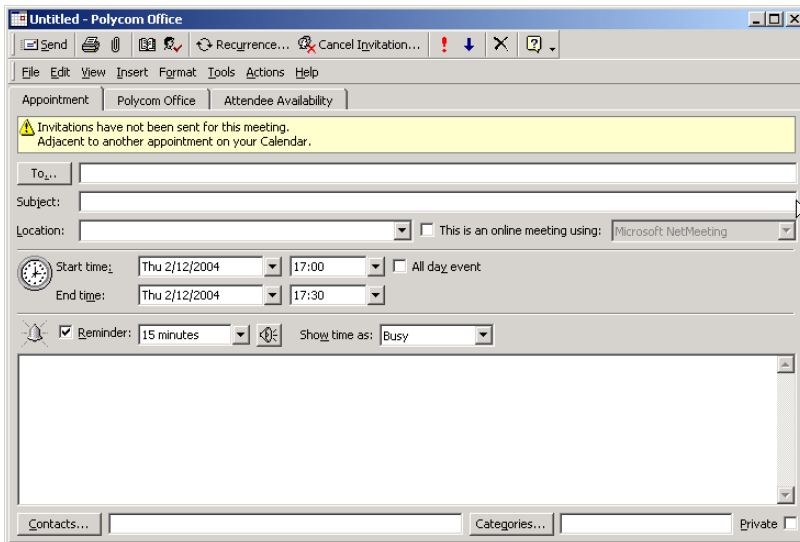 Untitled - Polycom Office
Send Recurrence... Cancel Invitation...
File Edit View Insert Format Tools Actions Help
Appointment Polycom Office Attendee Availability
Invitations have not been sent for this meeting.
Adjacent to another appointment on your Calendar.
To...
Subject:
Location: This is an online meeting using: Microsoft NetMeeting
Start time: Thu 2/12/2004 17:00 All day event
End time: Thu 2/12/2004 17:30
Reminder: 15 minutes Show time as: Busy
Contacts... Categories... Private